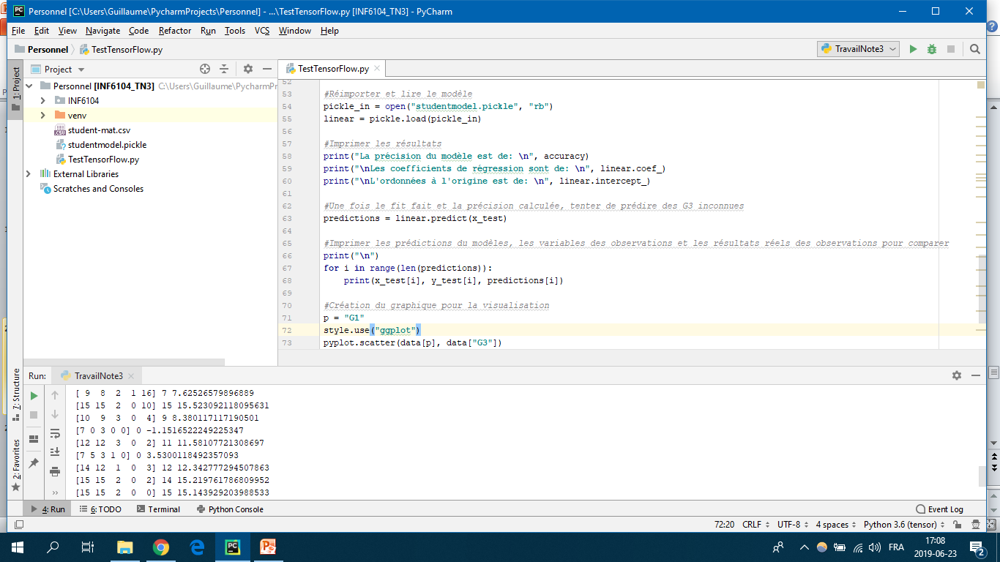 Personnel [C:\Users\Guillaume\PycharmProjects\Personnel] - ...\TestTensorFlow.py [INF6104_TN3] - PyCharm
File Edit View Navigate Code Refactor Run Tools VCS Window Help
Personnel TestTensorFlow.py TravailNote3
1: Project
Project
Personnel [INF6104_TN3] C:\Users\Guillaume\PycharmPr
INF6104
venv
student-mat.csv
studentmodel.pickle
TestTensorFlow.py
External Libraries
Scratches and Consoles
TestTensorFlow.py
52
53 #Réimporter et lire le modèle
54 pickle_in = open("studentmodel.pickle", "rb")
55 linear = pickle.load(pickle_in)
56
57 #Imprimer les résultats
58 print("La précision du modèle est de: \n", accuracy)
59 print("\nLes coefficients de régression sont de: \n", linear.coef_)
60 print("\nL'ordonnées à l'origine est de: \n", linear.intercept_)
61
62 #Une fois le fit fait et la précision calculée, tenter de prédire des G3 inconnues
63 predictions = linear.predict(x_test)
64
65 #Imprimer les prédictions du modèles, les variables des observations et les résultats réels des observations pour comparer
66 print("\n")
67 for i in range(len(predictions)):
68 print(x_test[i], y_test[i], predictions[i])
69
70 #Création du graphique pour la visualisation
71 p = "G1"
72 style.use("ggplot")
73 pyplot.scatter(data[p], data["G3"])
7: Structure
2: Favorites
Run: TravailNote3
[ 9 8 2 1 16] 7 7.62526579896889
[15 15 2 0 10] 15 15.523092118095631
[10 9 3 0 4] 9 8.380117117190501
[7 0 3 0 0] 0 -1.1516522249225347
[12 12 3 0 2] 11 11.58107721308697
[7 5 3 1 0] 0 3.5300118492357093
[14 12 1 0 3] 12 12.342777294507863
[15 15 2 0 2] 14 15.219761786809952
[15 15 2 0 0] 15 15.143929203988533
4: Run 6: TODO Terminal Python Console Event Log
72:20 CRLF UTF-8 4 spaces Python 3.6 (tensor)
FRA 17:08
2019-06-23 2